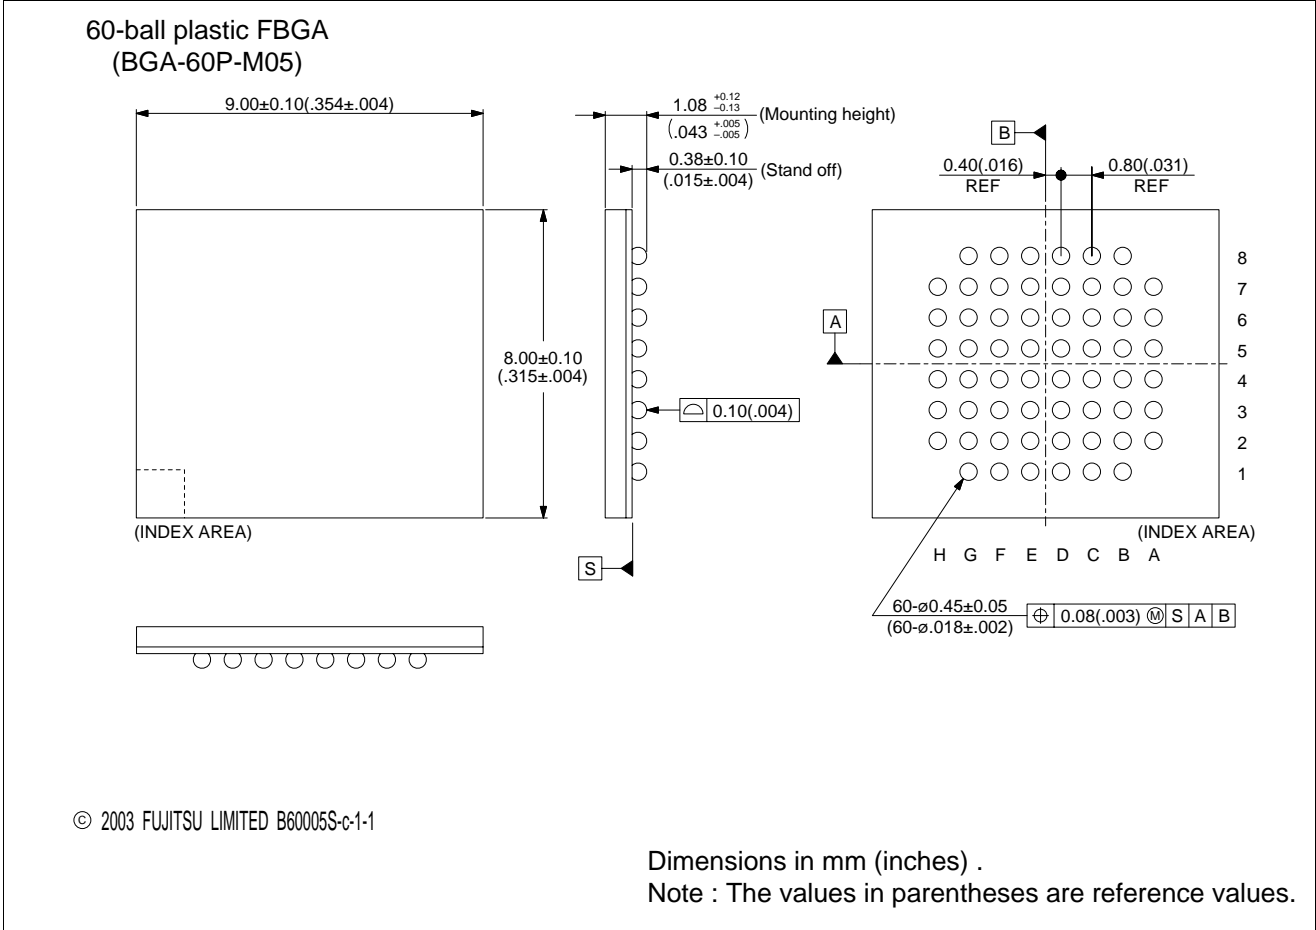 60-ball plastic FBGA
(BGA-60P-M05)
9.00±0.10(.354±.004)
1.08 +0.12 –0.13 (Mounting height)
(.043 +.005 –.005)
0.38±0.10 (Stand off)
(.015±.004)
B
0.40(.016)
REF
0.80(.031)
REF
8
7
6
5
4
3
2
1
A
8.00±0.10
(.315±.004)
0.10(.004)
(INDEX AREA)
(INDEX AREA)
H G F E D C B A
S
60-ø0.45±0.05
(60-ø.018±.002)
⌖ 0.08(.003) Ⓜ S A B
© 2003 FUJITSU LIMITED B60005S-c-1-1
Dimensions in mm (inches) .
Note : The values in parentheses are reference values.